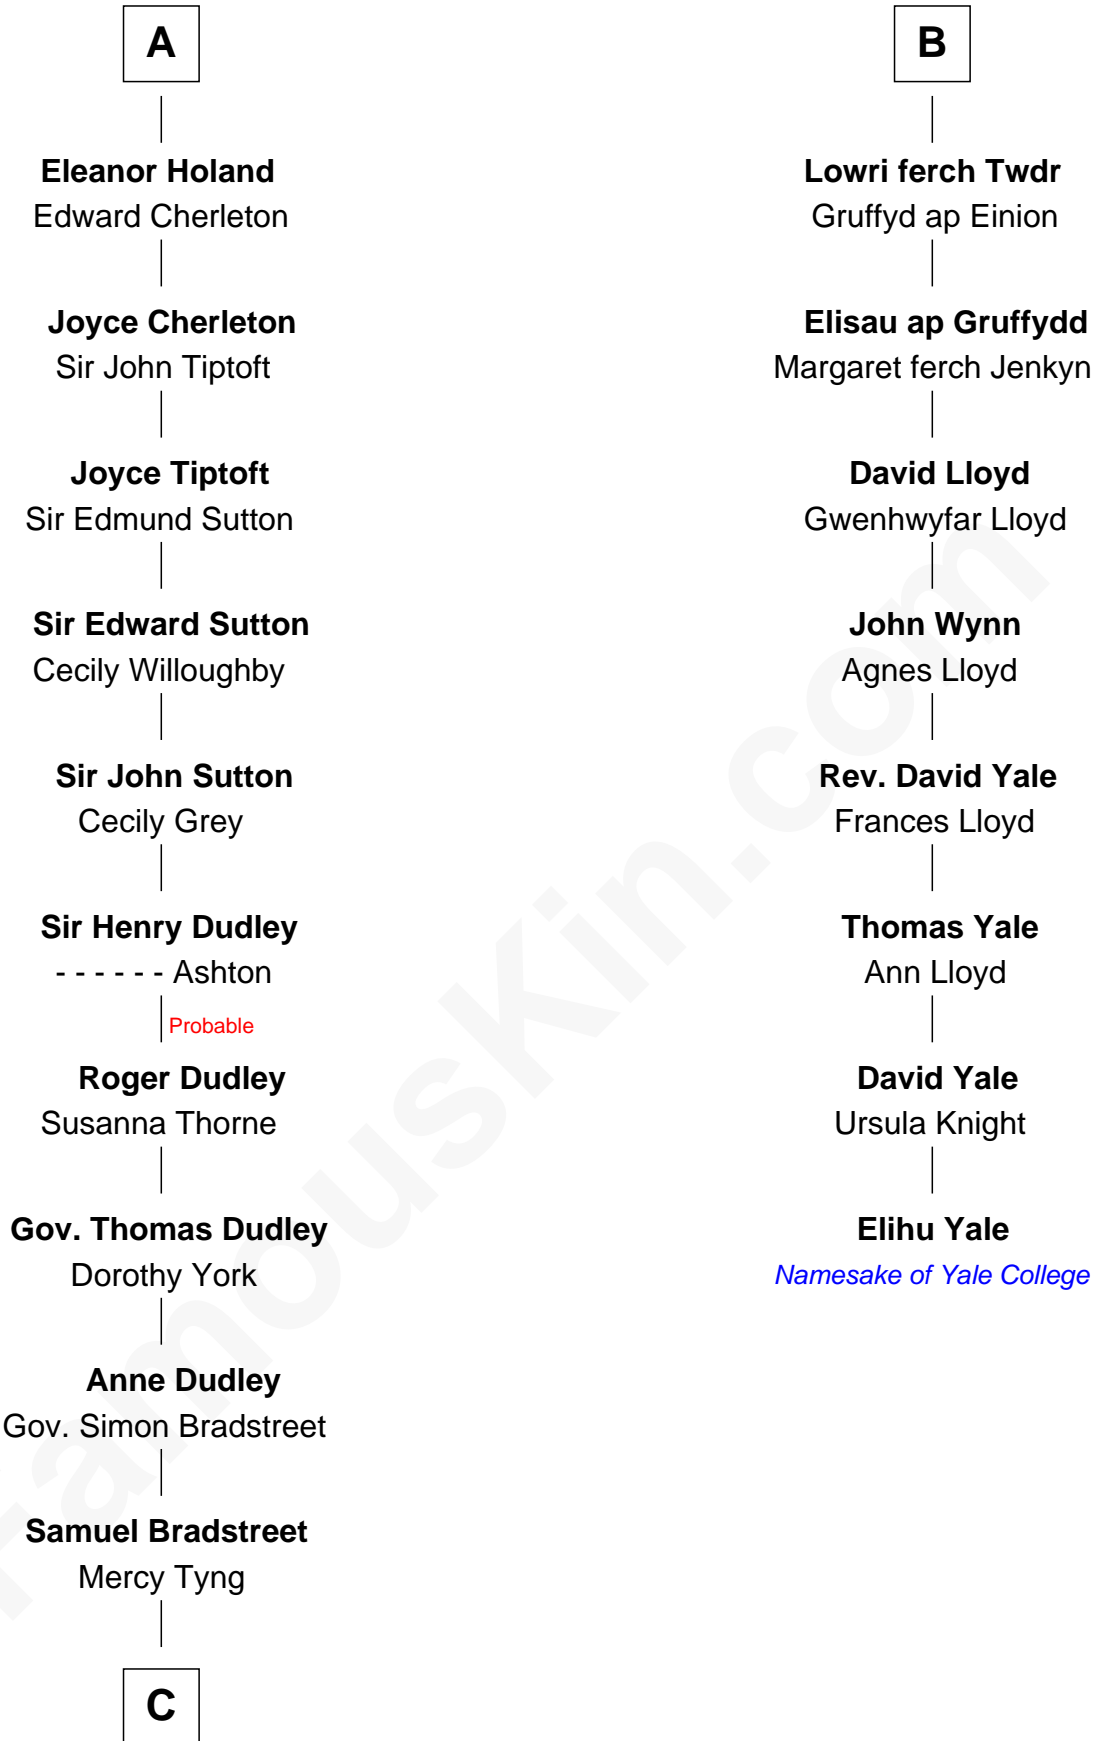 A
Eleanor Holand
Edward Cherleton
Joyce Cherleton
Sir John Tiptoft
Joyce Tiptoft
Sir Edmund Sutton
Sir Edward Sutton
Cecily Willoughby
Sir John Sutton
Cecily Grey
Sir Henry Dudley
- - - - - - Ashton
Probable
Roger Dudley
Susanna Thorne
Gov. Thomas Dudley
Dorothy York
Anne Dudley
Gov. Simon Bradstreet
Samuel Bradstreet
Mercy Tyng
C
B
Lowri ferch Twdr
Gruffyd ap Einion
Elisau ap Gruffydd
Margaret ferch Jenkyn
David Lloyd
Gwenhwyfar Lloyd
John Wynn
Agnes Lloyd
Rev. David Yale
Frances Lloyd
Thomas Yale
Ann Lloyd
David Yale
Ursula Knight
Elihu Yale
Namesake of Yale College
FamousKin.com